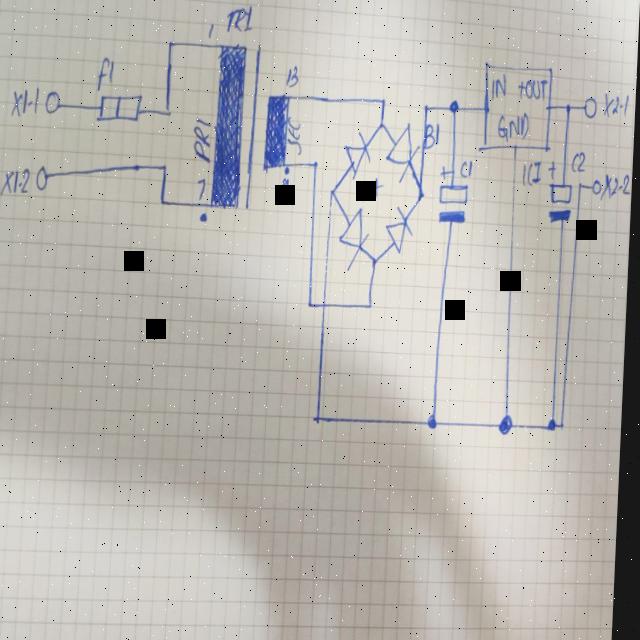 TR1
1
F1
13
X1-1
PRI
SEC
B1
IN +OUT
X2-1
GND
X1-2
7
+
C1
IC1
+
C2
X2-2